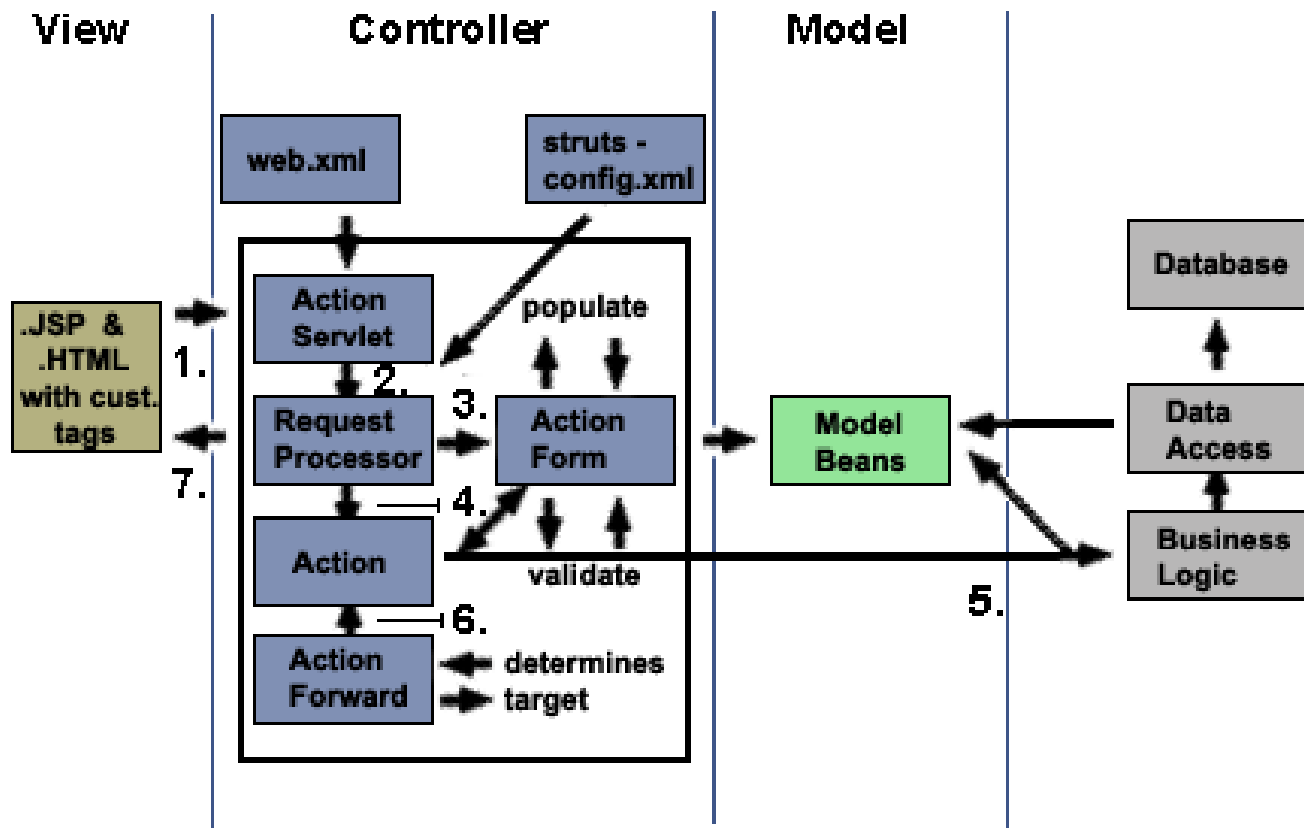 View
Controller
Model
web.xml
struts -
config.xml
Action
Servlet
populate
Database
.JSP &
.HTML
with cust.
tags
1.
2.
3.
Request
Processor
Action
Form
Model
Beans
Data
Access
7.
4.
Action
validate
Business
Logic
5.
6.
Action
Forward
determines
target